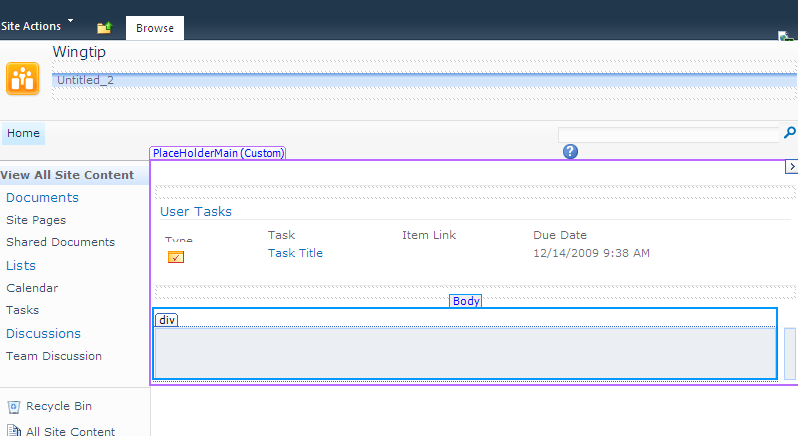 Site Actions
Browse
Wingtip
Untitled_2
Home
PlaceHolderMain (Custom)
View All Site Content
Documents
Site Pages
Shared Documents
Lists
Calendar
Tasks
Discussions
Team Discussion
Recycle Bin
All Site Content
User Tasks
Type Task Item Link Due Date
Task Title 12/14/2009 9:38 AM
Body
div